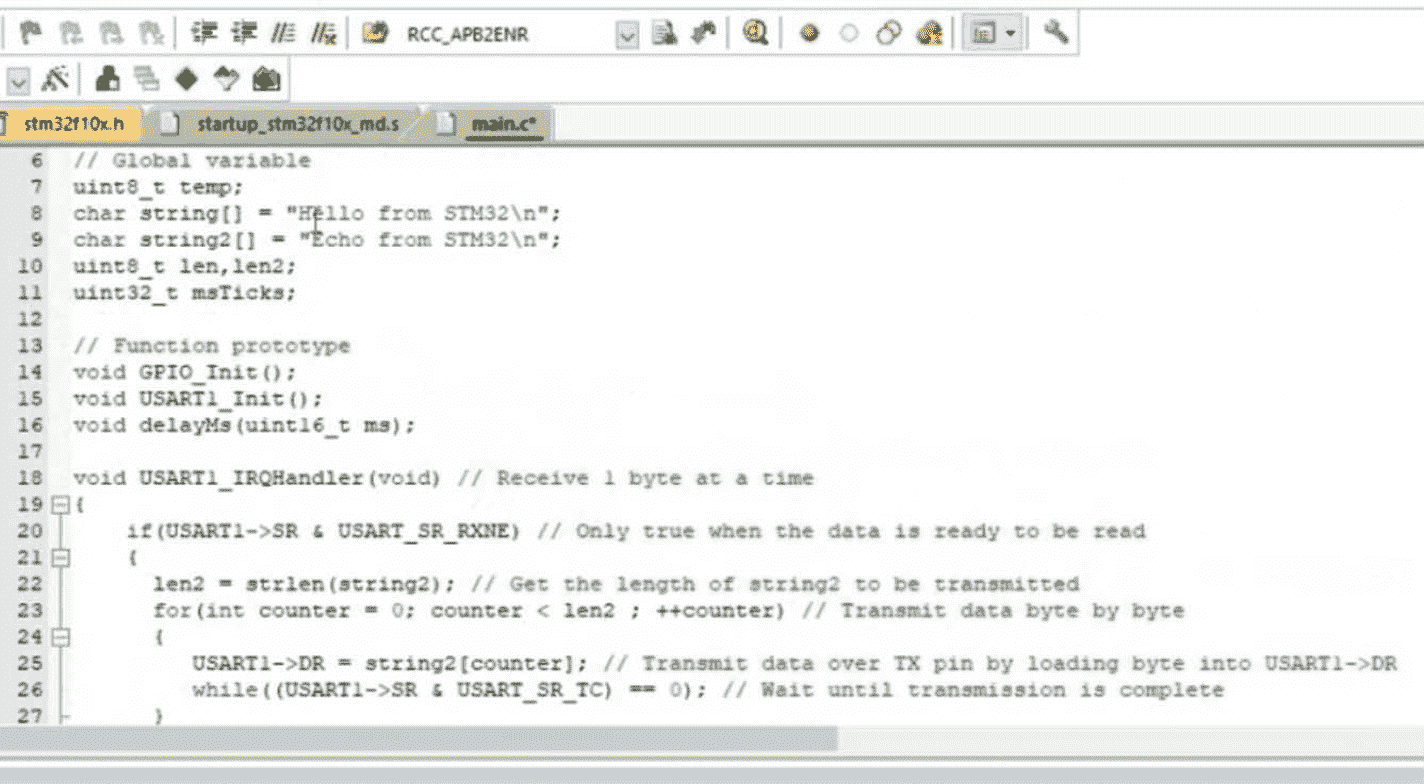 RCC_APB2ENR
stm32f10x.h startup_stm32f10x_md.s main.c*
6 // Global variable
7 uint8_t temp;
8 char string[] = "Hello from STM32\n";
9 char string2[] = "Echo from STM32\n";
10 uint8_t len,len2;
11 uint32_t msTicks;
12
13 // Function prototype
14 void GPIO_Init();
15 void USART1_Init();
16 void delayMs(uint16_t ms);
17
18 void USART1_IRQHandler(void) // Receive 1 byte at a time
19 {
20 if(USART1->SR & USART_SR_RXNE) // Only true when the data is ready to be read
21 {
22 len2 = strlen(string2); // Get the length of string2 to be transmitted
23 for(int counter = 0; counter < len2 ; ++counter) // Transmit data byte by byte
24 {
25 USART1->DR = string2[counter]; // Transmit data over TX pin by loading byte into USART1->DR
26 while((USART1->SR & USART_SR_TC) == 0); // Wait until transmission is complete
27 }